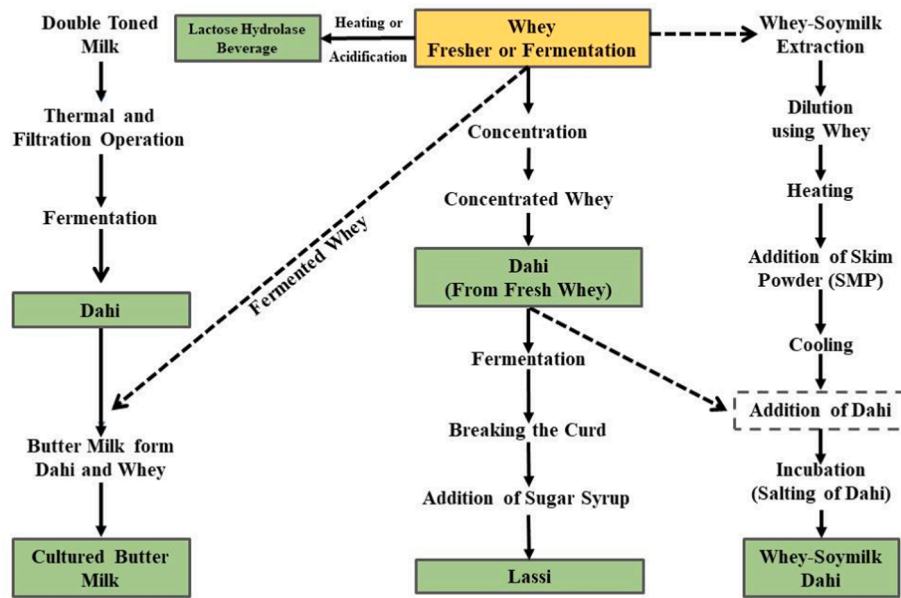 Double Toned
Milk
Thermal and
Filtration Operation
Fermentation
Dahi
Butter Milk form
Dahi and Whey
Cultured Butter
Milk
Lactose Hydrolase
Beverage
Heating or
Acidification
Fermented Whey
Whey
Fresher or Fermentation
Concentration
Concentrated Whey
Dahi
(From Fresh Whey)
Fermentation
Breaking the Curd
Addition of Sugar Syrup
Lassi
Whey-Soymilk
Extraction
Dilution
using Whey
Heating
Addition of Skim
Powder (SMP)
Cooling
Addition of Dahi
Incubation
(Salting of Dahi)
Whey-Soymilk
Dahi